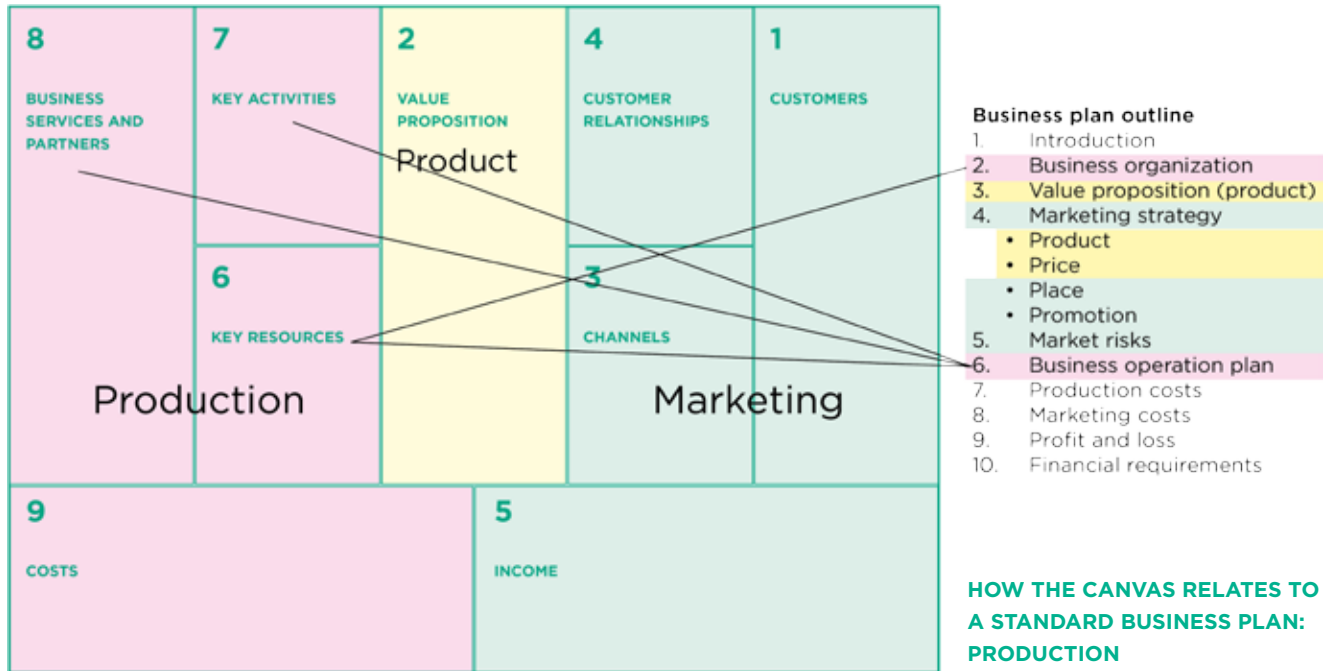 8
BUSINESS
SERVICES AND
PARTNERS
7
KEY ACTIVITIES
2
VALUE
PROPOSITION
Product
4
CUSTOMER
RELATIONSHIPS
1
CUSTOMERS
6
KEY RESOURCES
3
CHANNELS
Production
Marketing
9
COSTS
5
INCOME
Business plan outline
1. Introduction
2. Business organization
3. Value proposition (product)
4. Marketing strategy
• Product
• Price
• Place
• Promotion
5. Market risks
6. Business operation plan
7. Production costs
8. Marketing costs
9. Profit and loss
10. Financial requirements
HOW THE CANVAS RELATES TO
A STANDARD BUSINESS PLAN:
PRODUCTION